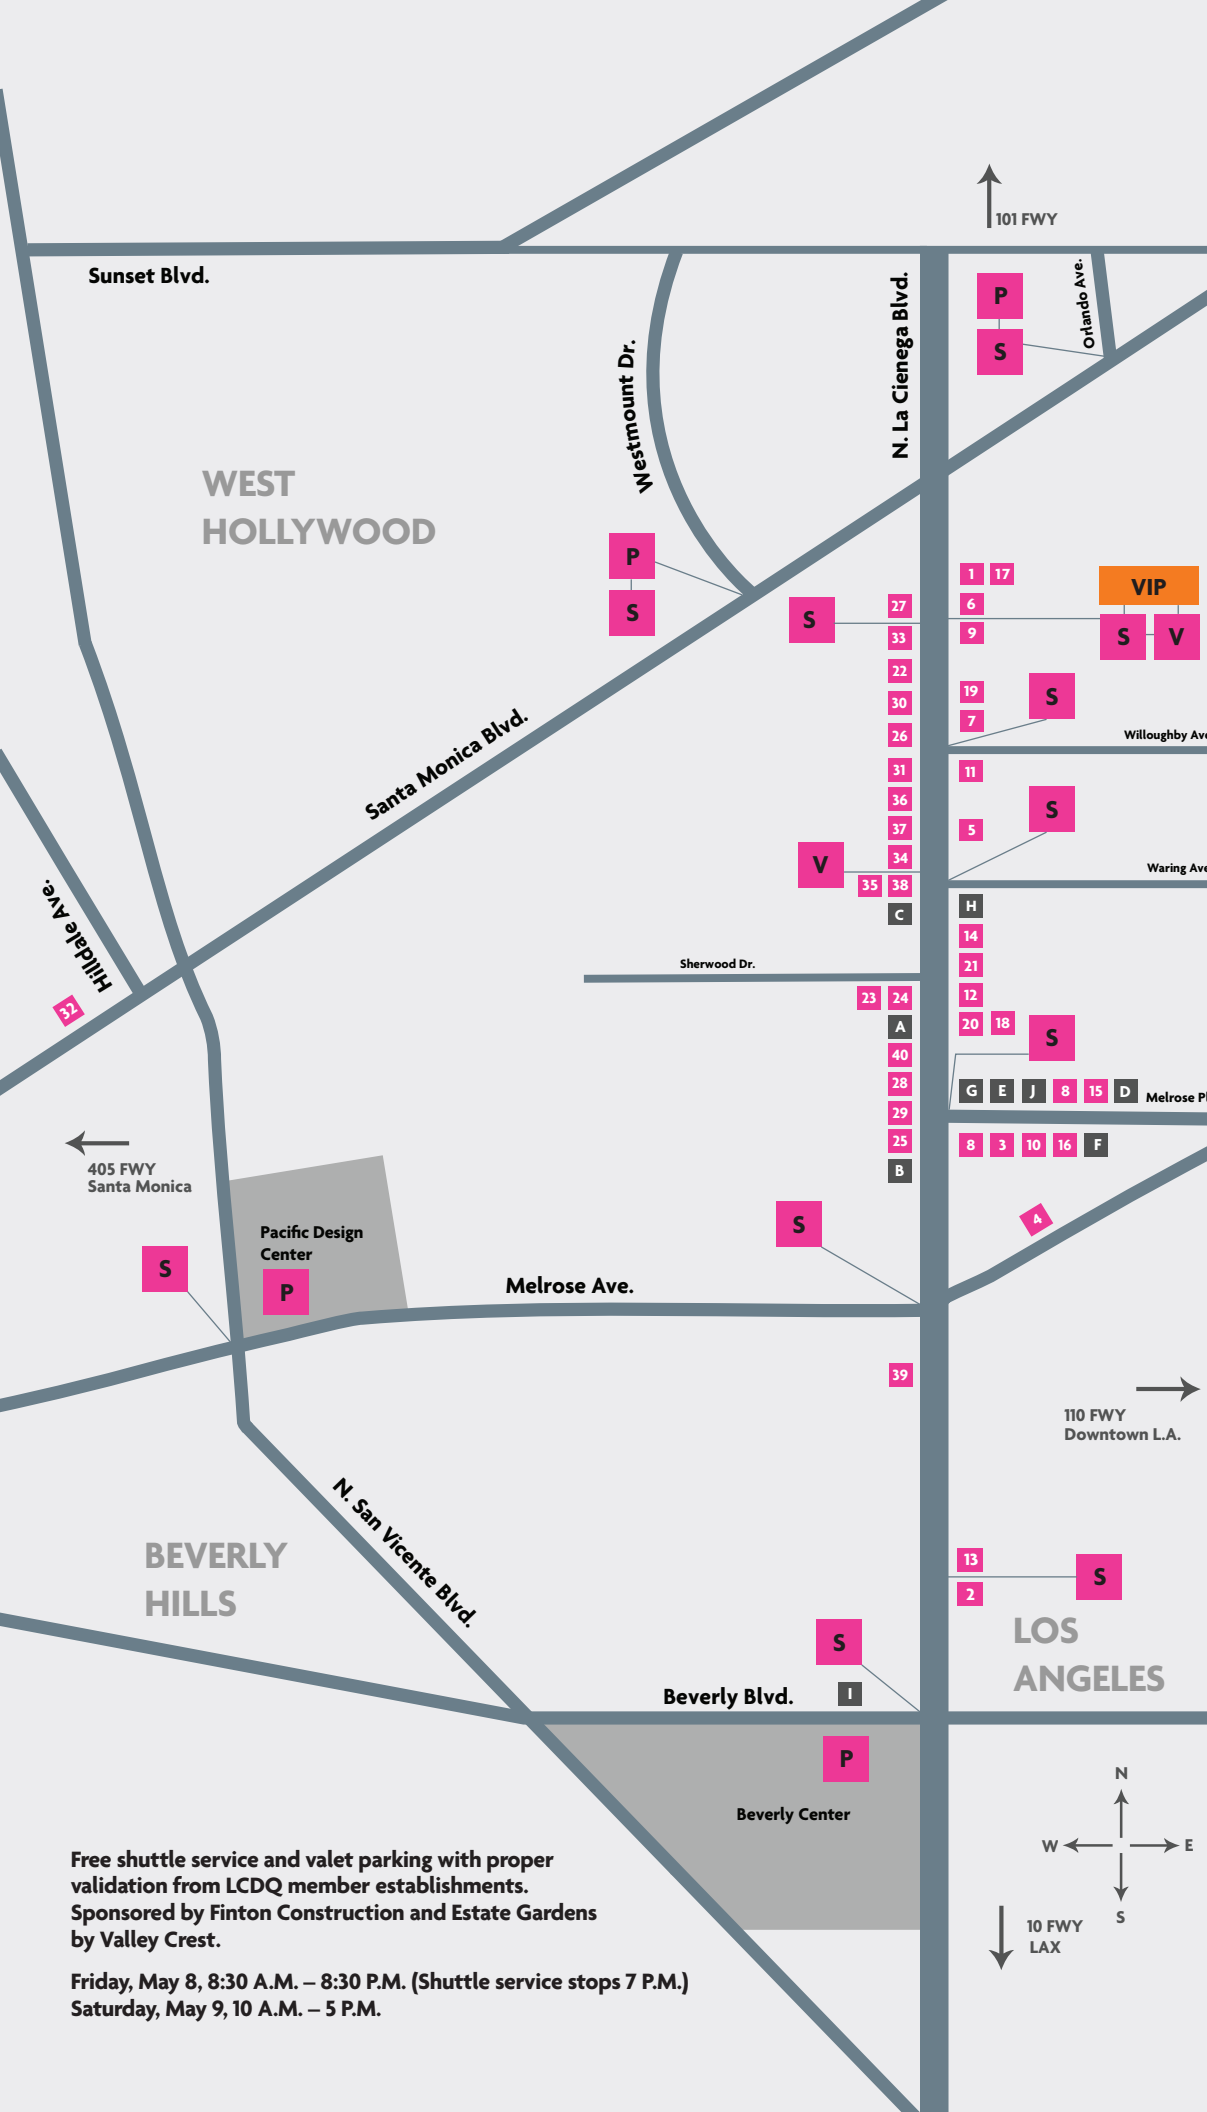 101 FWY
Sunset Blvd.
Westmount Dr.
N. La Cienega Blvd.
Orlando Ave.
P
S
WEST
HOLLYWOOD
P
S
S
27
33
22
30
26
31
36
37
34
35 38
C
1 17
6
9
VIP
S V
19
7
S
Willoughby Ave
11
S
5
Waring Ave
Santa Monica Blvd.
V
Hilldale Ave.
32
H
14
21
12
20 18
S
Sherwood Dr.
23 24
A
40
28
29
25
B
G E J 8 15 D
Melrose Pl
8 3 10 16 F
4
405 FWY
Santa Monica
Pacific Design
Center
P
S
S
Melrose Ave.
39
110 FWY
Downtown L.A.
N. San Vicente Blvd.
BEVERLY
HILLS
13
2
S
LOS
ANGELES
S
I
Beverly Blvd.
P
Beverly Center
N
W E
S
10 FWY
LAX
Free shuttle service and valet parking with proper
validation from LCDQ member establishments.
Sponsored by Finton Construction and Estate Gardens
by Valley Crest.
Friday, May 8, 8:30 A.M. – 8:30 P.M. (Shuttle service stops 7 P.M.)
Saturday, May 9, 10 A.M. – 5 P.M.